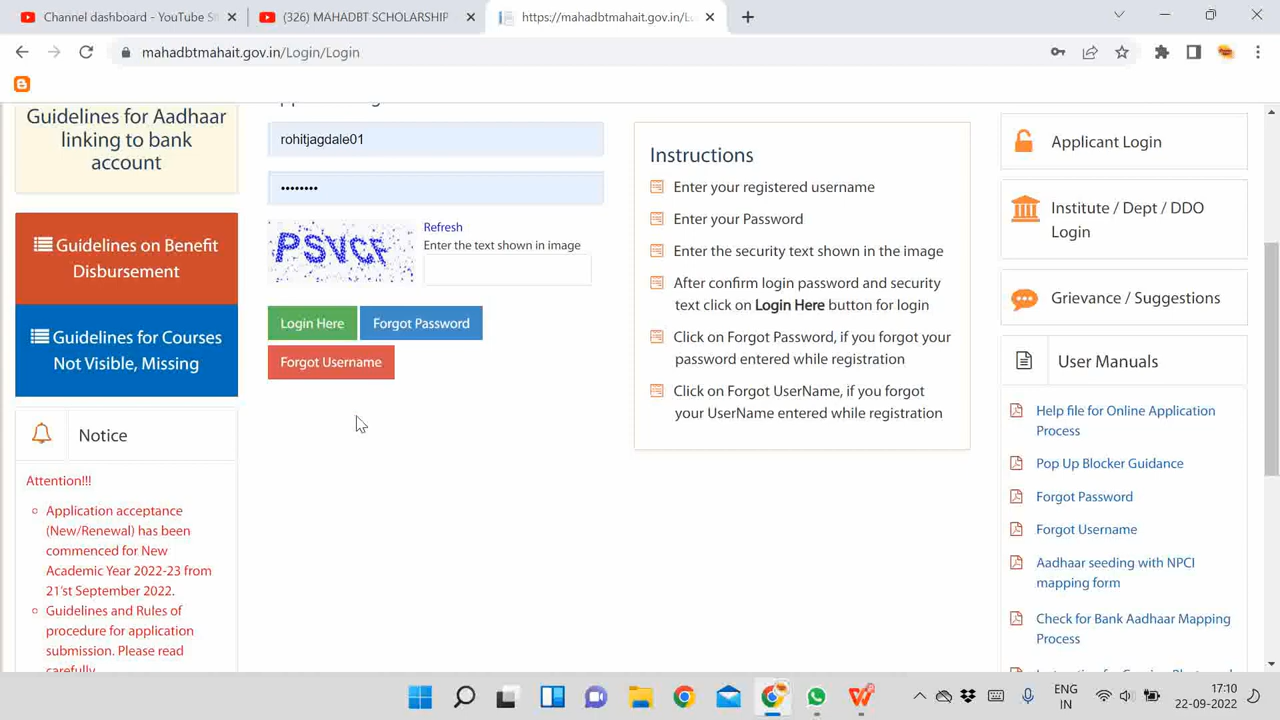 Channel dashboard - YouTube St
(326) MAHADBT SCHOLARSHIP
https://mahadbtmahait.gov.in/Lo
mahadbtmahait.gov.in/Login/Login
Guidelines for Aadhaar
linking to bank
account
Guidelines on Benefit
Disbursement
Guidelines for Courses
Not Visible, Missing
Notice
Attention!!!
Application acceptance
(New/Renewal) has been
commenced for New
Academic Year 2022-23 from
21'st September 2022.
Guidelines and Rules of
procedure for application
submission. Please read
carefully
rohitjagdale01
••••••••
Refresh
Enter the text shown in image
Login Here
Forgot Password
Forgot Username
Instructions
Enter your registered username
Enter your Password
Enter the security text shown in the image
After confirm login password and security
text click on Login Here button for login
Click on Forgot Password, if you forgot your
password entered while registration
Click on Forgot UserName, if you forgot
your UserName entered while registration
Applicant Login
Institute / Dept / DDO
Login
Grievance / Suggestions
User Manuals
Help file for Online Application
Process
Pop Up Blocker Guidance
Forgot Password
Forgot Username
Aadhaar seeding with NPCI
mapping form
Check for Bank Aadhaar Mapping
Process
ENG
IN
17:10
22-09-2022